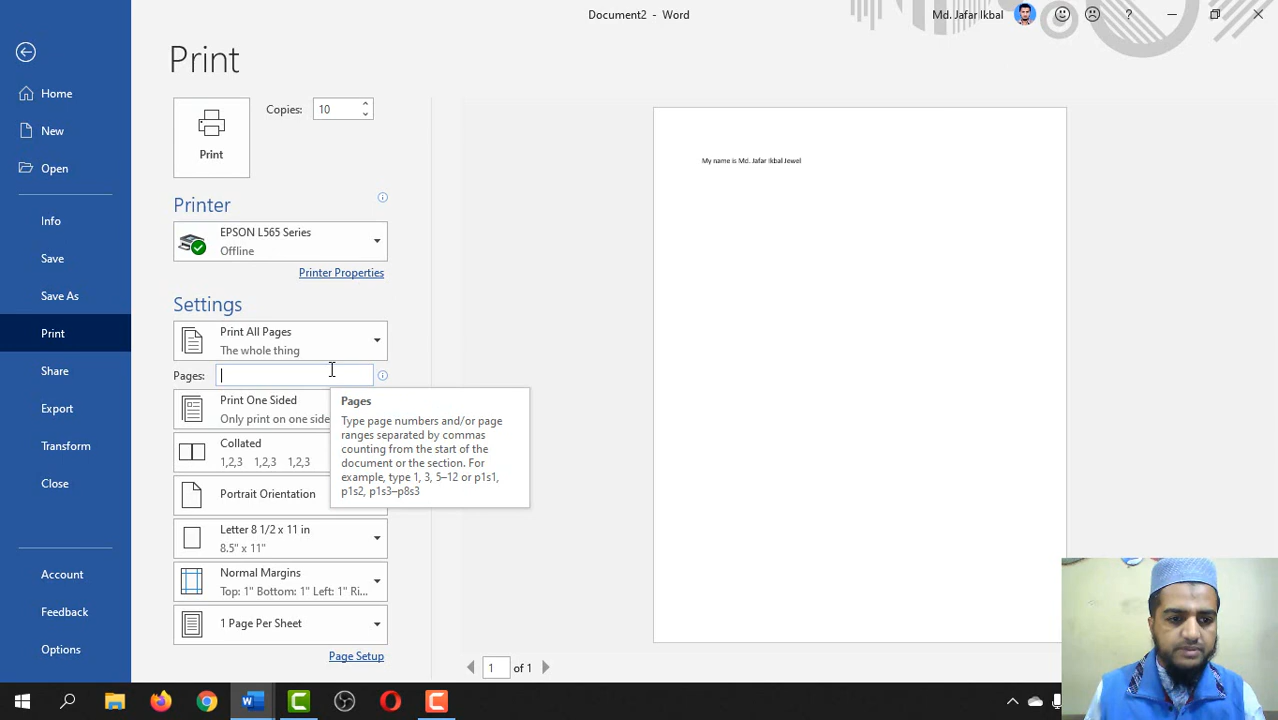 Document2 - Word
Md. Jafar Ikbal
?
Print
Home
New
Open
Info
Save
Save As
Print
Share
Export
Transform
Close
Account
Feedback
Options
Print
Copies: 10
Printer
EPSON L565 Series
Offline
Printer Properties
Settings
Print All Pages
The whole thing
Pages:
Print One Sided
Only print on one side
Collated
1,2,3 1,2,3 1,2,3
Portrait Orientation
Letter 8 1/2 x 11 in
8.5" x 11"
Normal Margins
Top: 1" Bottom: 1" Left: 1" Ri...
1 Page Per Sheet
Page Setup
Pages
Type page numbers and/or page
ranges separated by commas
counting from the start of the
document or the section. For
example, type 1, 3, 5–12 or p1s1,
p1s2, p1s3–p8s3
My name is Md. Jafar Ikbal Jewel
1 of 1